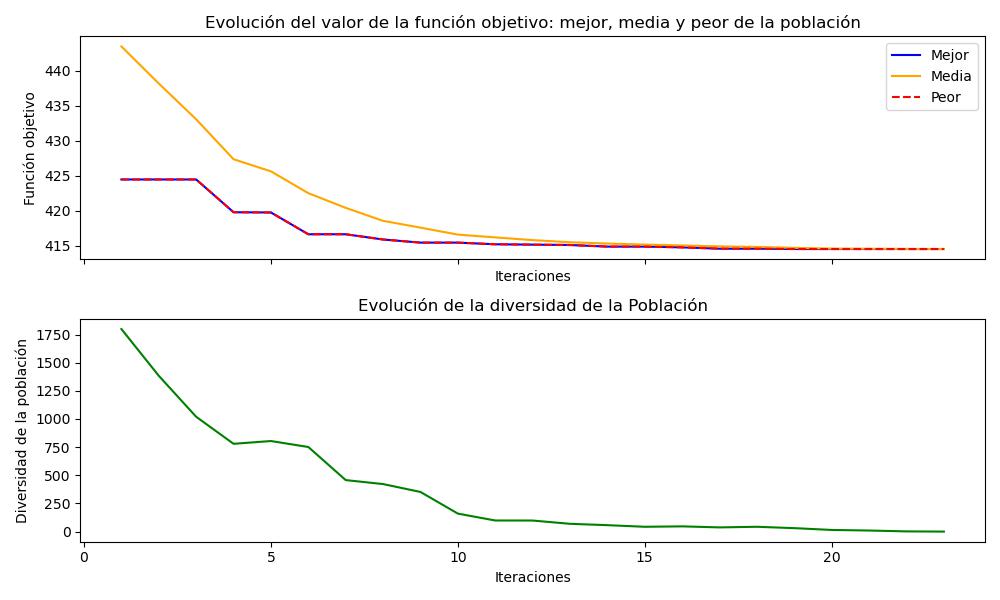 Evolución del valor de la función objetivo: mejor, media y peor de la población
Función objetivo
440
435
430
425
420
415
Mejor
Media
Peor
Iteraciones
Evolución de la diversidad de la Población
Diversidad de la población
1750
1500
1250
1000
750
500
250
0
0 5 10 15 20
Iteraciones